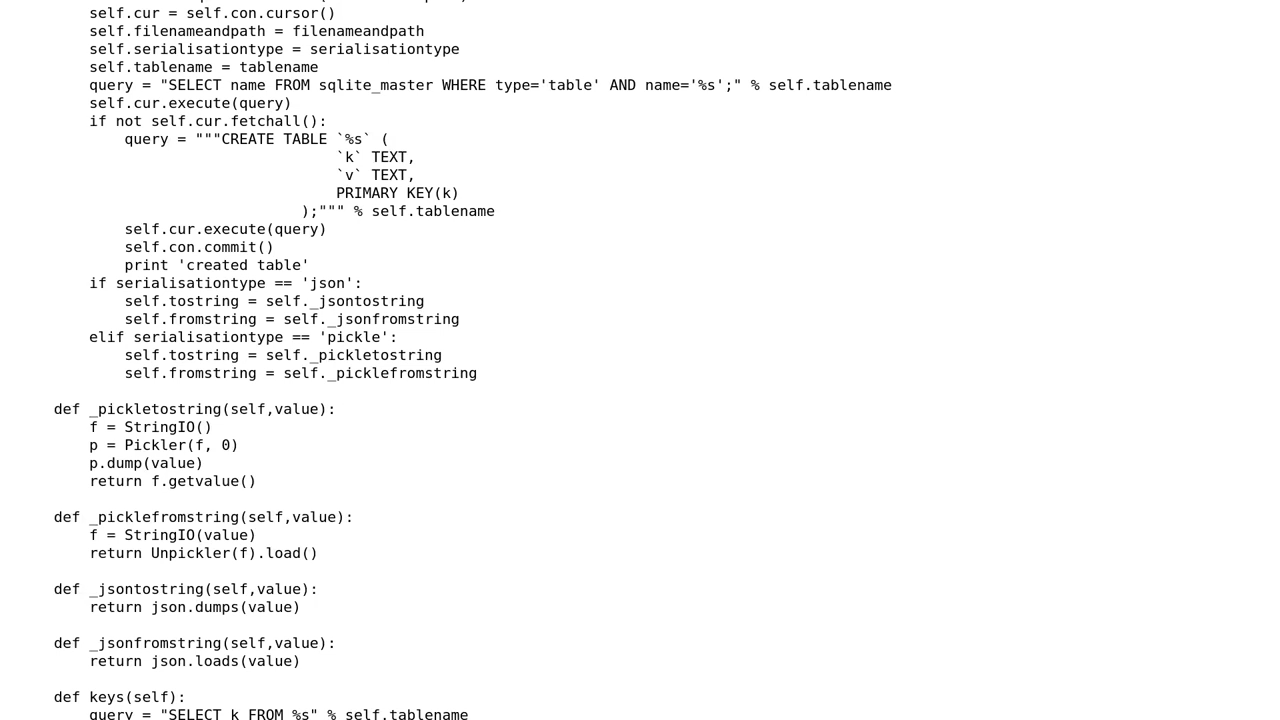 self.cur = self.con.cursor()
self.filenameandpath = filenameandpath
self.serialisationtype = serialisationtype
self.tablename = tablename
query = "SELECT name FROM sqlite_master WHERE type='table' AND name='%s';" % self.tablename
self.cur.execute(query)
if not self.cur.fetchall():
query = """CREATE TABLE `%s` (
`k` TEXT,
`v` TEXT,
PRIMARY KEY(k)
);""" % self.tablename
self.cur.execute(query)
self.con.commit()
print 'created table'
if serialisationtype == 'json':
self.tostring = self._jsontostring
self.fromstring = self._jsonfromstring
elif serialisationtype == 'pickle':
self.tostring = self._pickletostring
self.fromstring = self._picklefromstring
def _pickletostring(self,value):
f = StringIO()
p = Pickler(f, 0)
p.dump(value)
return f.getvalue()
def _picklefromstring(self,value):
f = StringIO(value)
return Unpickler(f).load()
def _jsontostring(self,value):
return json.dumps(value)
def _jsonfromstring(self,value):
return json.loads(value)
def keys(self):
query = "SELECT k FROM %s" % self.tablename